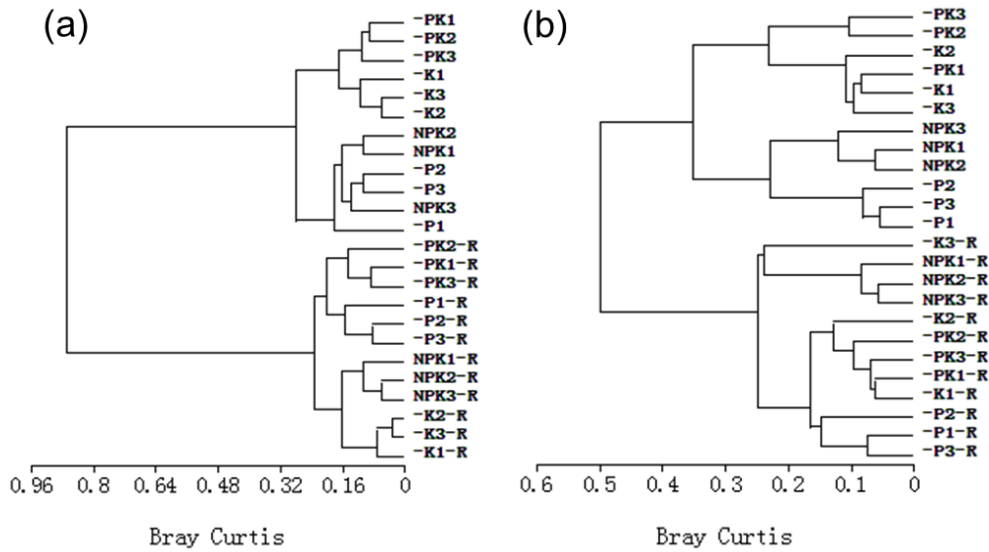 (a)
-PK1
-PK2
-PK3
-K1
-K3
-K2
NPK2
NPK1
-P2
-P3
NPK3
-P1
-PK2-R
-PK1-R
-PK3-R
-P1-R
-P2-R
-P3-R
NPK1-R
NPK2-R
NPK3-R
-K2-R
-K3-R
-K1-R
0.96 0.8 0.64 0.48 0.32 0.16 0
Bray Curtis
(b)
-PK3
-PK2
-K2
-PK1
-K1
-K3
NPK3
NPK1
NPK2
-P2
-P3
-P1
-K3-R
NPK1-R
NPK2-R
NPK3-R
-K2-R
-PK2-R
-PK3-R
-PK1-R
-K1-R
-P2-R
-P1-R
-P3-R
0.6 0.5 0.4 0.3 0.2 0.1 0
Bray Curtis